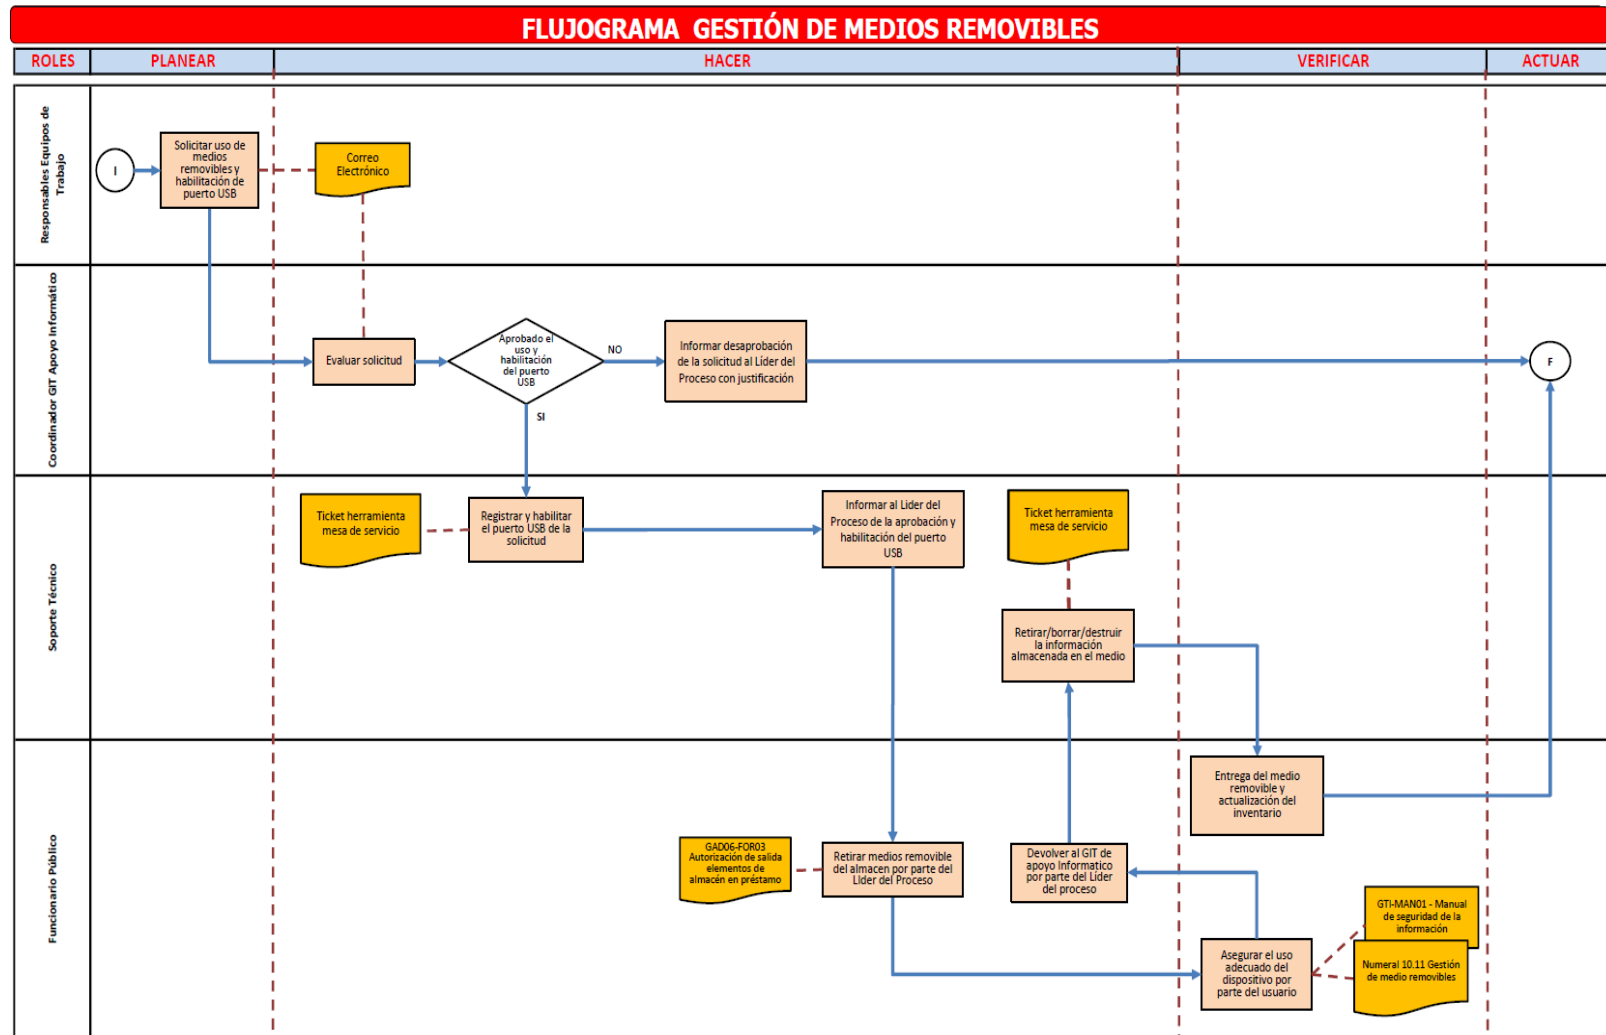 FLUJOGRAMA GESTIÓN DE MEDIOS REMOVIBLES
ROLES
PLANEAR
HACER
VERIFICAR
ACTUAR
Responsables Equipos de
Trabajo
I
Solicitar uso de
medios
removibles y
habilitación de
puerto USB
Correo
Electrónico
Coordinador GIT Apoyo Informático
Evaluar solicitud
Aprobado el
uso y
habilitación
del puerto
USB
NO
SI
Informar desaprobación
de la solicitud al Líder del
Proceso con justificación
F
Soporte Técnico
Ticket herramienta
mesa de servicio
Registrar y habilitar
el puerto USB de la
solicitud
Informar al Lider del
Proceso de la aprobación y
habilitación del puerto
USB
Ticket herramienta
mesa de servicio
Retirar/borrar/destruir
la información
almacenada en el medio
Funcionario Público
Entrega del medio
removible y
actualización del
inventario
GAD06-FOR03
Autorización de salida
elementos de
almacén en préstamo
Retirar medios removible
del almacen por parte del
Líder del Proceso
Devolver al GIT de
apoyo Informatico
por parte del Líder
del proceso
GTI-MAN01 - Manual
de seguridad de la
información
Asegurar el uso
adecuado del
dispositivo por
parte del usuario
Numeral 10.11 Gestión
de medio removibles